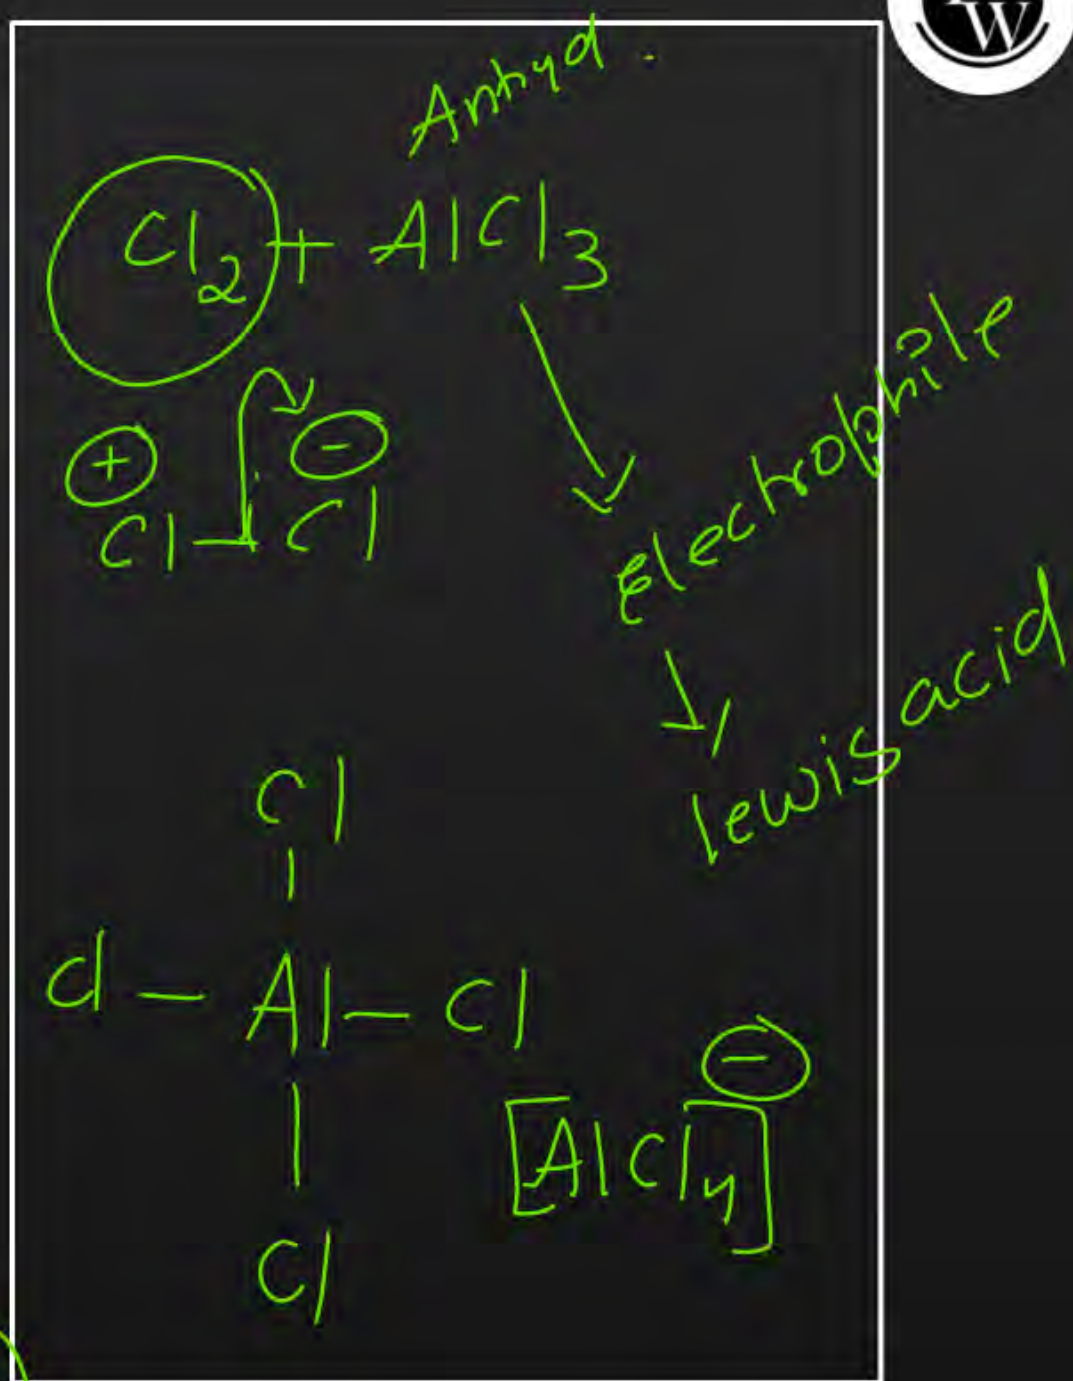 W
Anhyd.
Cl2 + AlCl3
+ -
Cl - Cl
electrophile
lewis acid
Cl
Cl - Al - Cl
Cl
[AlCl4] -